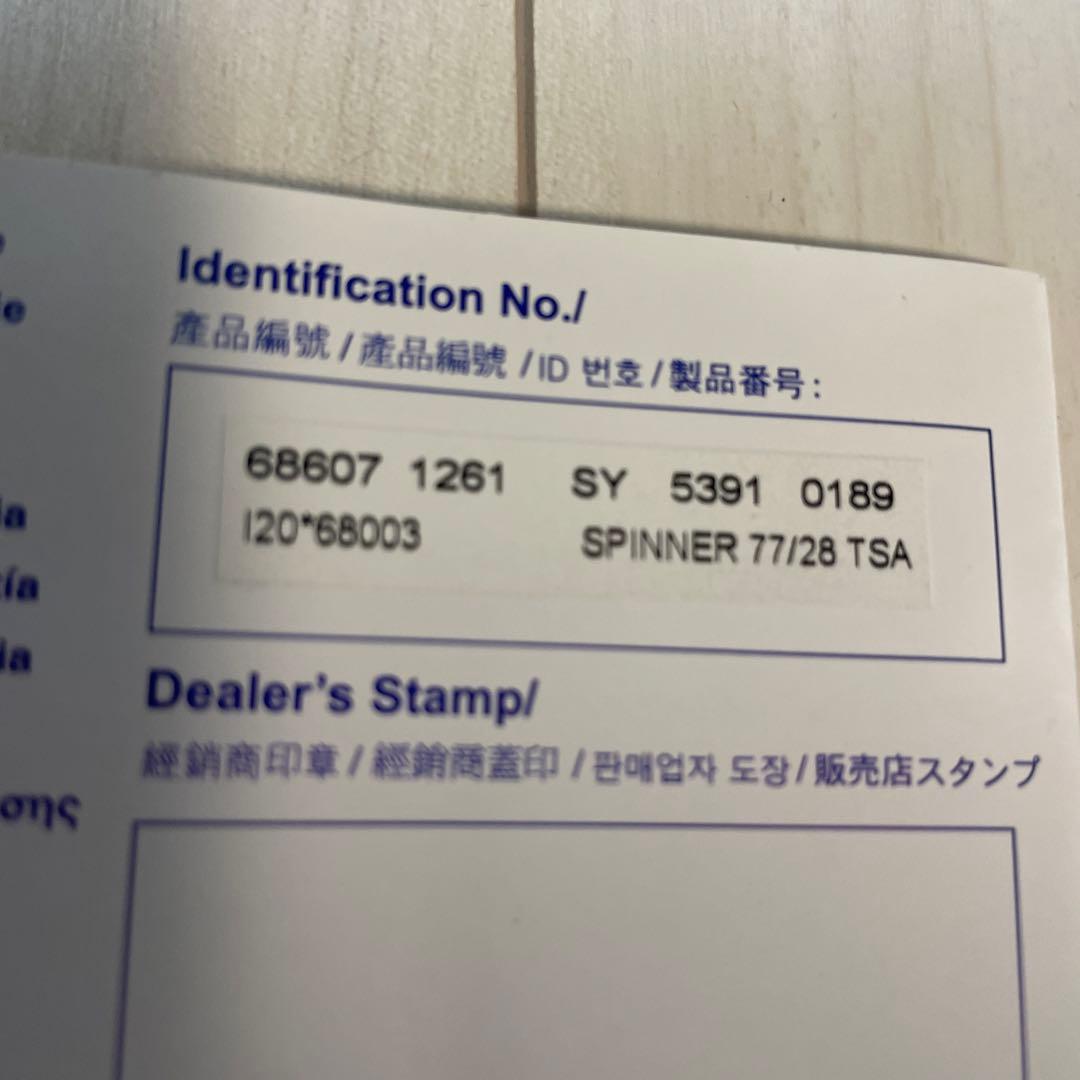 Identification No./
產品編號 / 產品編號 / ID 번호 / 製品番号 :
68607 1261 SY 5391 0189
I20*68003 SPINNER 77/28 TSA
Dealer's Stamp/
經銷商印章 / 經銷商蓋印 / 판매업자 도장 / 販売店スタンプ